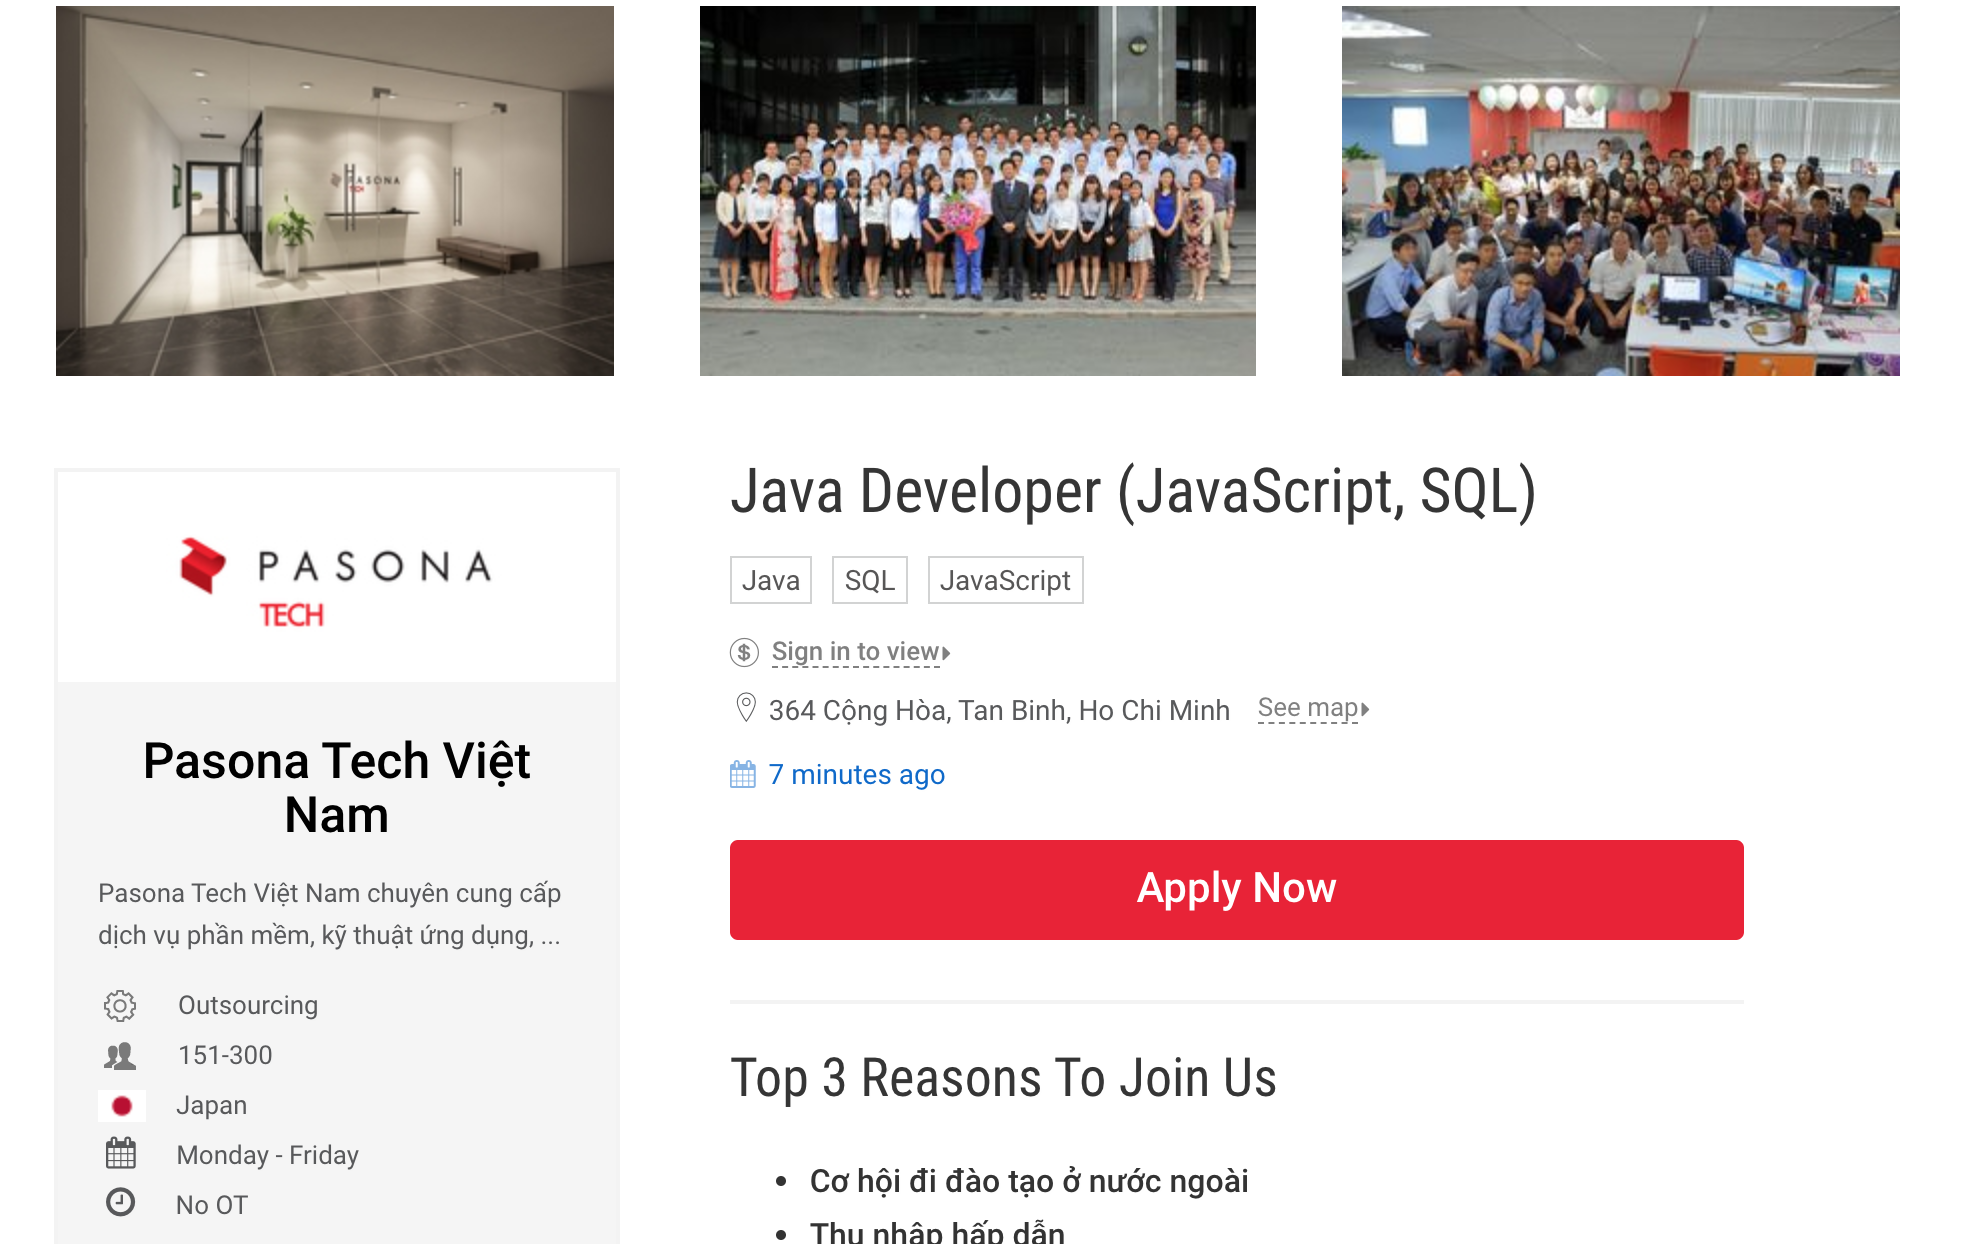 PASONA
TECH
PASONA
TECH
Pasona Tech Việt
Nam
Pasona Tech Việt Nam chuyên cung cấp
dịch vụ phần mềm, kỹ thuật ứng dụng, ...
Outsourcing
151-300
Japan
Monday - Friday
No OT
Java Developer (JavaScript, SQL)
Java SQL JavaScript
$ Sign in to view
364 Cộng Hòa, Tan Binh, Ho Chi Minh See map
7 minutes ago
Apply Now
Top 3 Reasons To Join Us
• Cơ hội đi đào tạo ở nước ngoài
• Thu nhập hấp dẫn